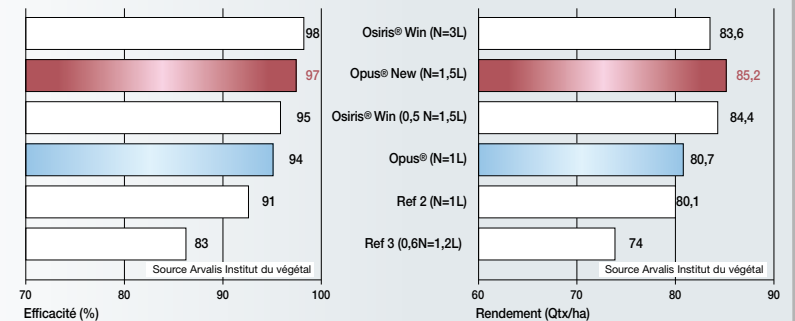 98 Osiris® Win (N=3L) 83,6
97 Opus® New (N=1,5L) 85,2
95 Osiris® Win (0,5 N=1,5L) 84,4
94 Opus® (N=1L) 80,7
91 Ref 2 (N=1L) 80,1
83 Ref 3 (0,6N=1,2L) 74
Source Arvalis Institut du végétal Source Arvalis Institut du végétal
70 80 90 100 60 70 80 90
Efficacité (%) Rendement (Qtx/ha)